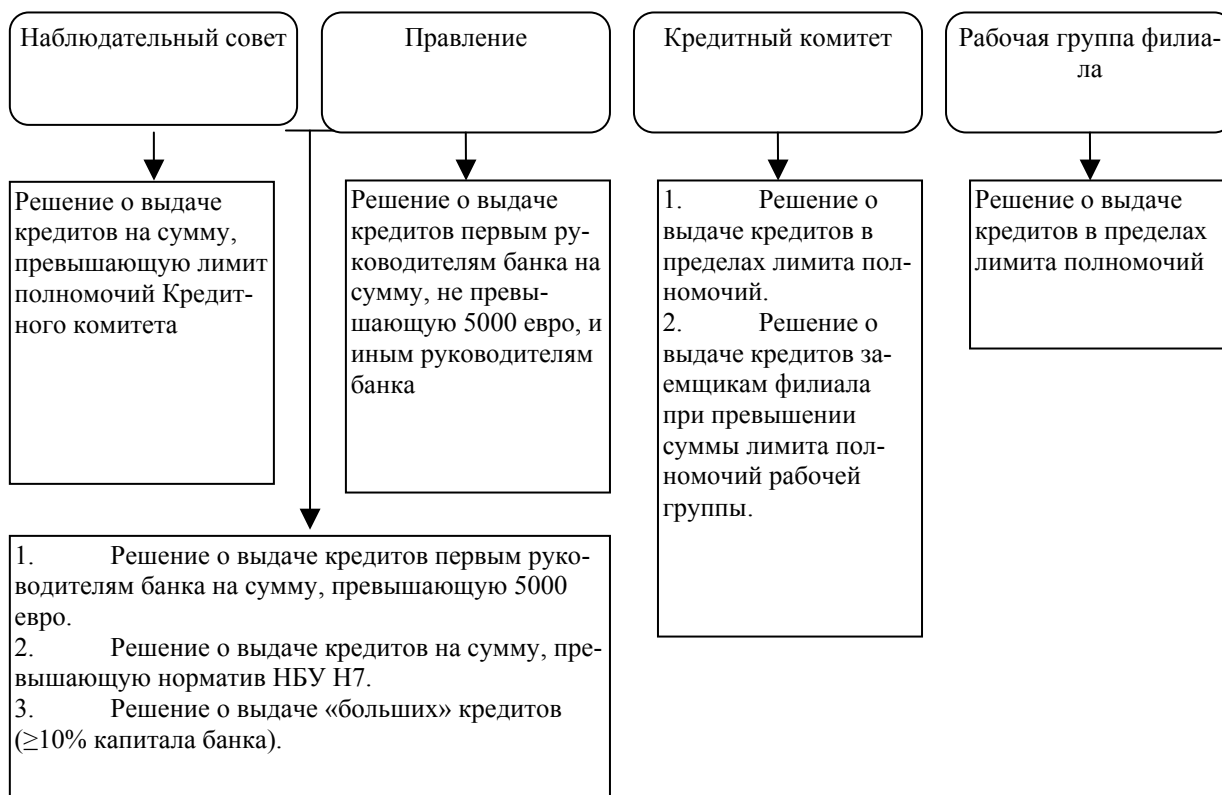 Наблюдательный совет
Правление
Кредитный комитет
Рабочая группа филиа-
ла
Решение о выдаче
кредитов на сумму,
превышающую лимит
полномочий Кредит-
ного комитета
Решение о выдаче
кредитов первым ру-
ководителям банка на
сумму, не превы-
шающую 5000 евро, и
иным руководителям
банка
1. Решение о
выдаче кредитов в
пределах лимита пол-
номочий.
2. Решение о
выдаче кредитов за-
емщикам филиала
при превышении
суммы лимита пол-
номочий рабочей
группы.
Решение о выдаче
кредитов в пределах
лимита полномочий
1. Решение о выдаче кредитов первым руко-
водителям банка на сумму, превышающую 5000
евро.
2. Решение о выдаче кредитов на сумму, пре-
вышающую норматив НБУ Н7.
3. Решение о выдаче «больших» кредитов
(≥10% капитала банка).